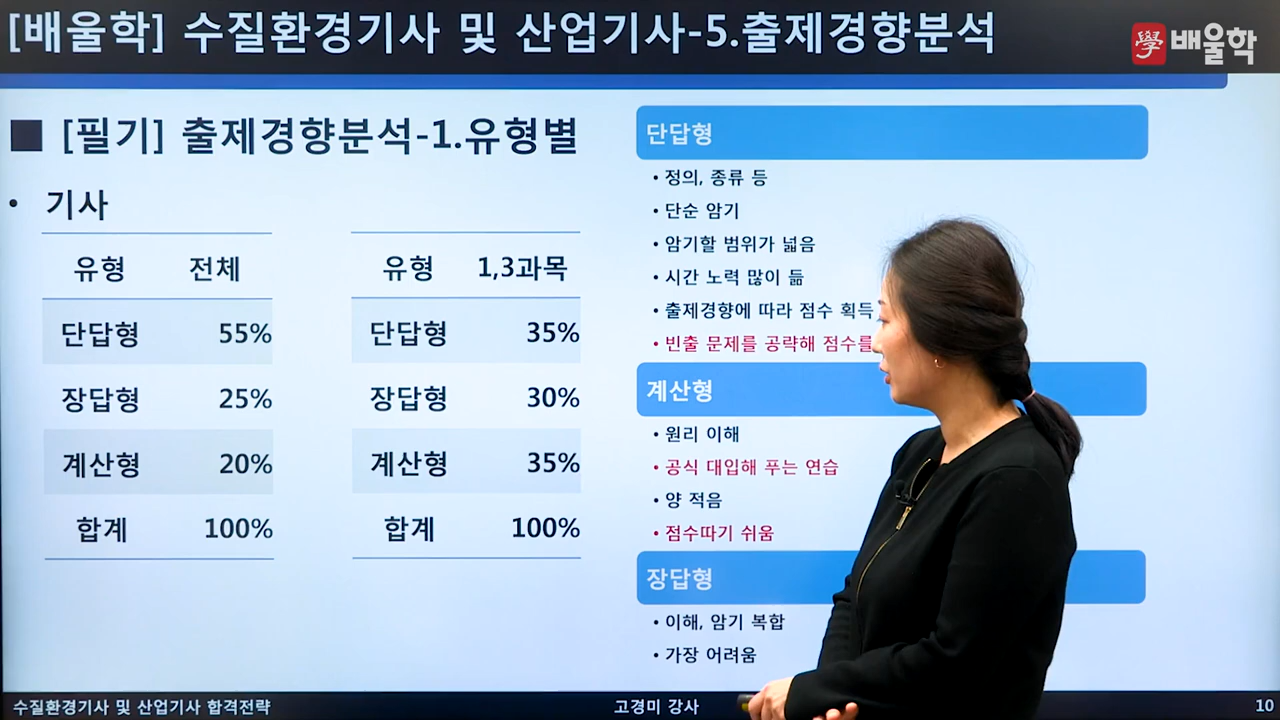 [배울학] 수질환경기사 및 산업기사-5.출제경향분석
學 배울학
■ [필기] 출제경향분석-1.유형별
• 기사
유형 전체
단답형 55%
장답형 25%
계산형 20%
합계 100%
유형 1,3과목
단답형 35%
장답형 30%
계산형 35%
합계 100%
단답형
• 정의, 종류 등
• 단순 암기
• 암기할 범위가 넓음
• 시간 노력 많이 듦
• 출제경향에 따라 점수 획득
• 빈출 문제를 공략해 점수를
계산형
• 원리 이해
• 공식 대입해 푸는 연습
• 양 적음
• 점수따기 쉬움
장답형
• 이해, 암기 복합
• 가장 어려움
수질환경기사 및 산업기사 합격전략
고경미 강사
10